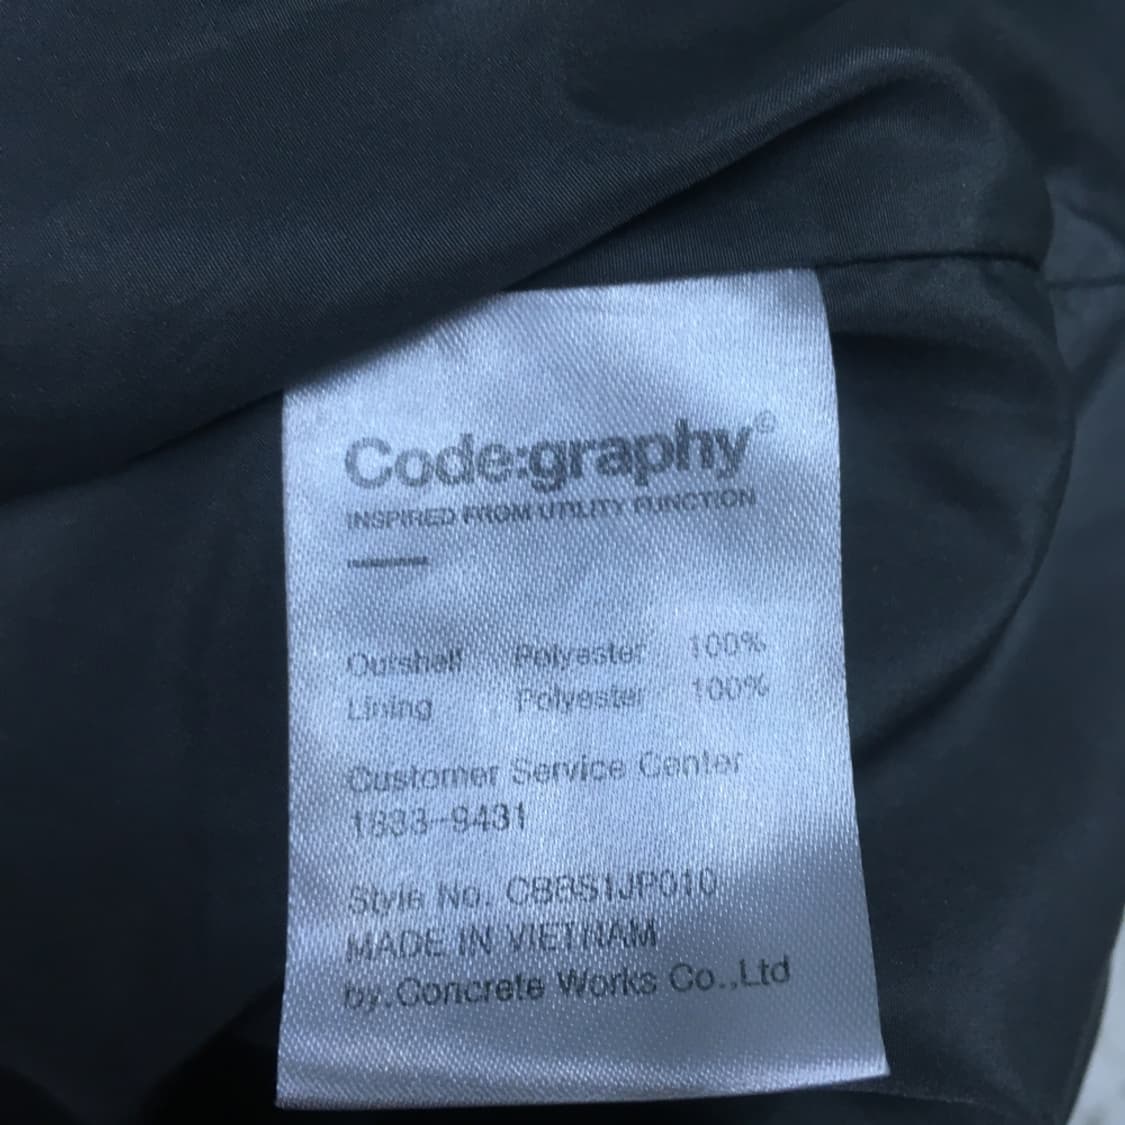 Code:graphy©
INSPIRED FROM UTILITY FUNCTION
Outshell Polyester 100%
Lining Polyester 100%
Customer Service Center
1833-9431
Style No. CBBS1JP010
MADE IN VIETNAM
by.Concrete Works Co.,Ltd